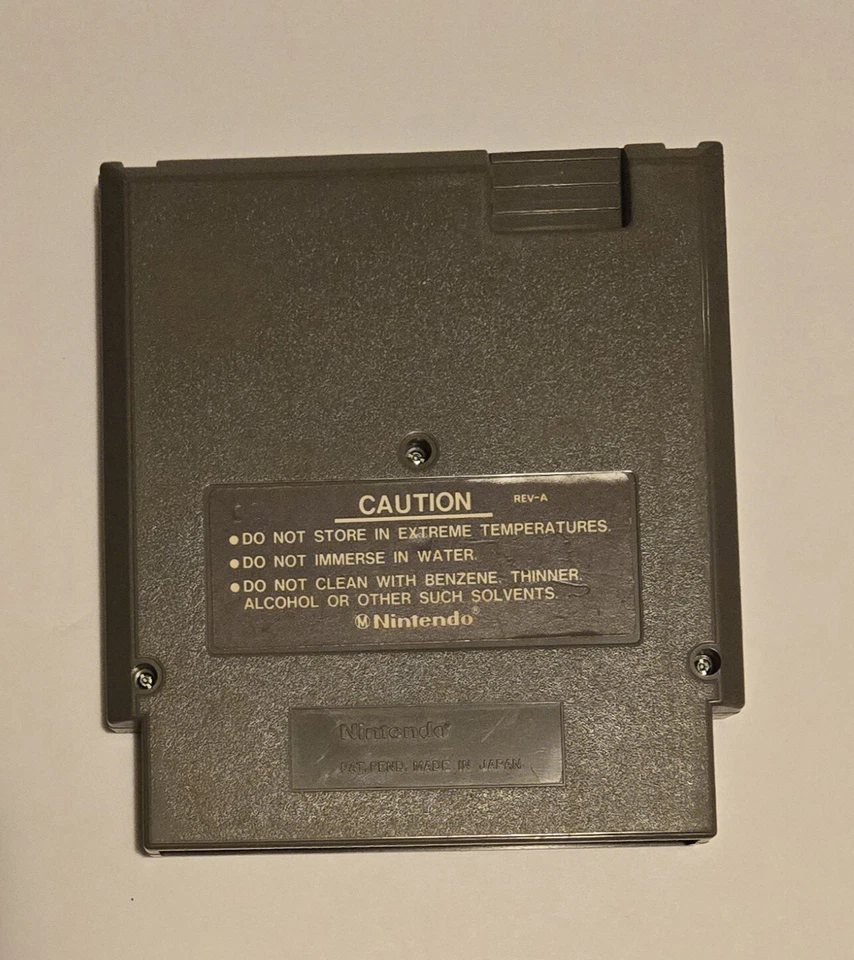 CAUTION REV-A
•DO NOT STORE IN EXTREME TEMPERATURES.
•DO NOT IMMERSE IN WATER.
•DO NOT CLEAN WITH BENZENE, THINNER,
ALCOHOL OR OTHER SUCH SOLVENTS.
ⓂNintendo®
Nintendo®
PAT. PEND. MADE IN JAPAN